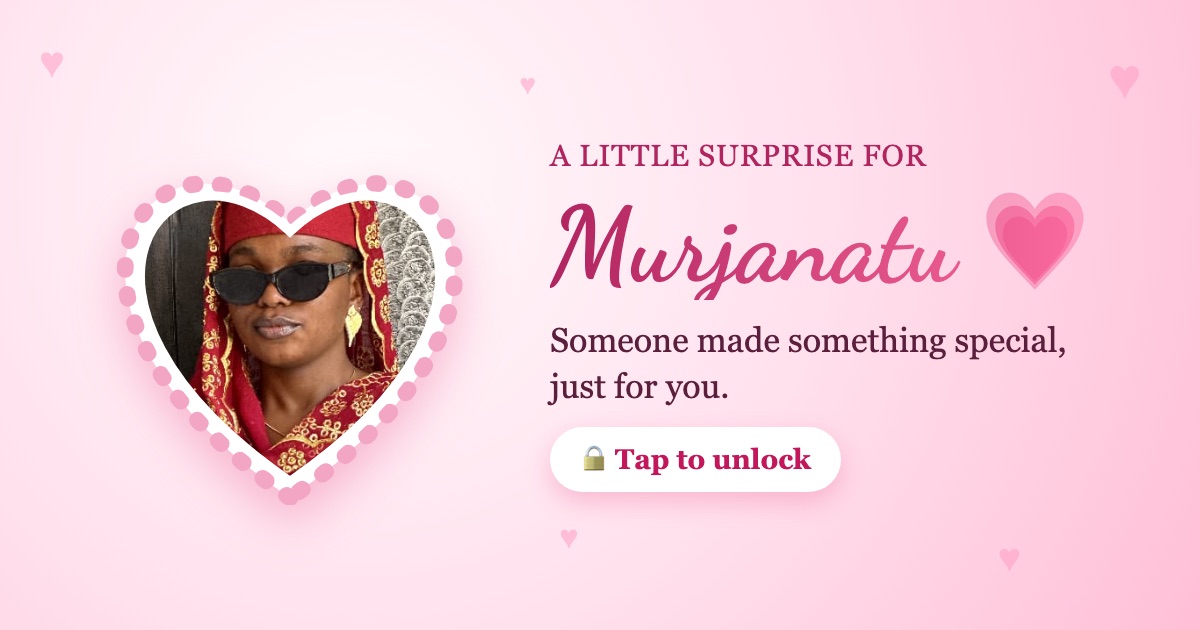 A LITTLE SURPRISE FOR
Murjanatu
Someone made something special,
just for you.
Tap to unlock